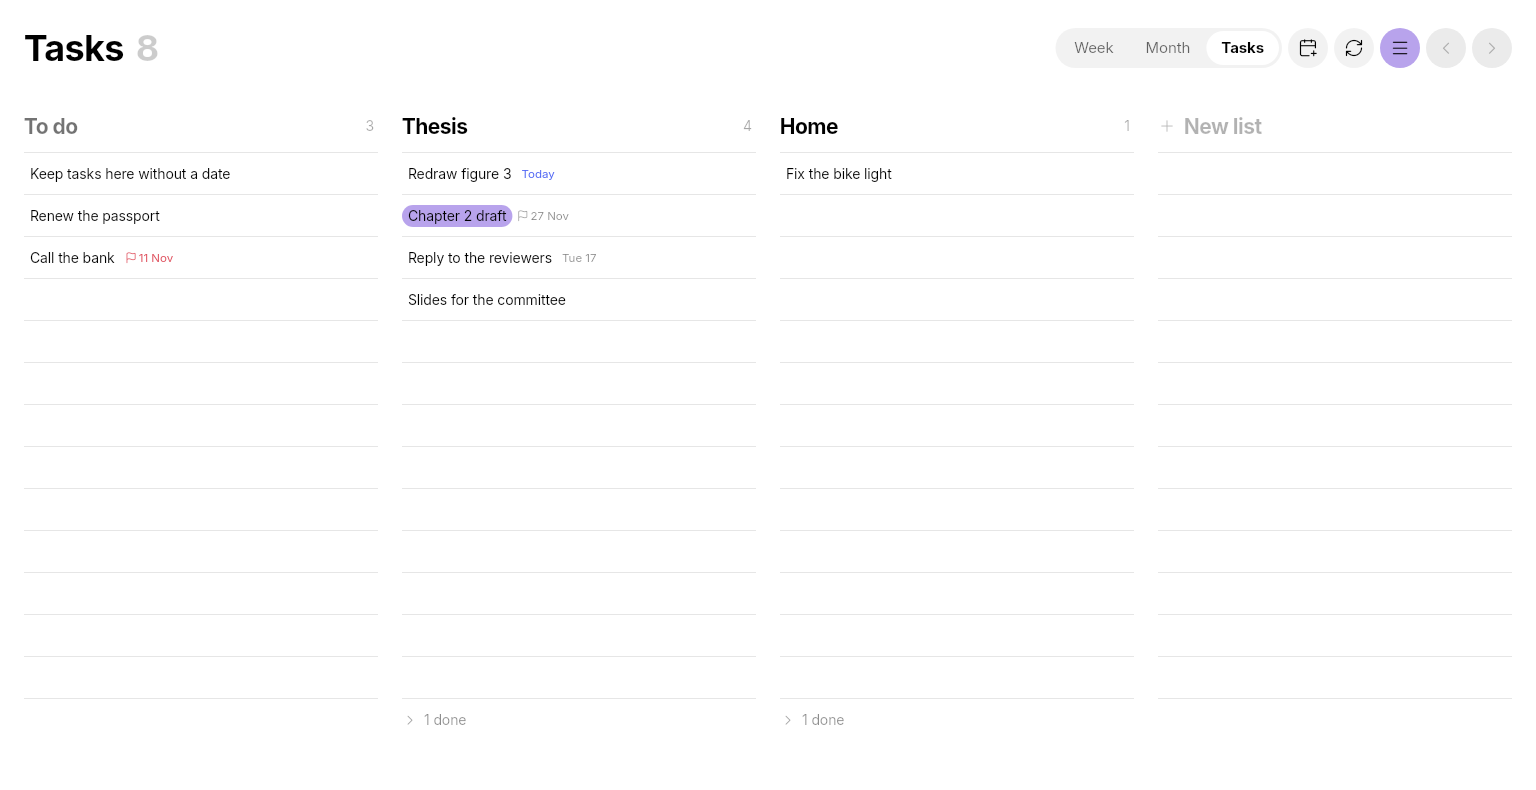 Tasks 8
Week Month Tasks
To do 3
Keep tasks here without a date
Renew the passport
Call the bank 11 Nov
Thesis 4
Redraw figure 3 Today
Chapter 2 draft 27 Nov
Reply to the reviewers Tue 17
Slides for the committee
1 done
Home 1
Fix the bike light
1 done
+ New list